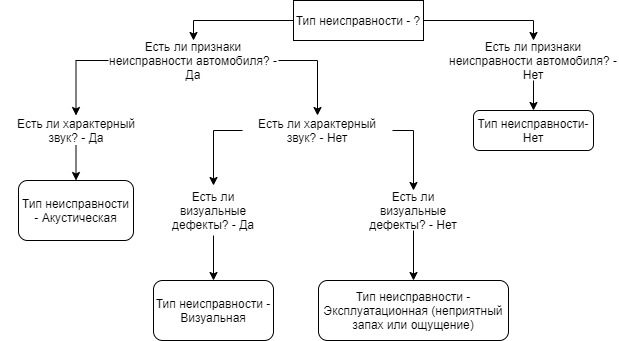 Тип неисправности - ?
Есть ли признаки
неисправности автомобиля? -
Да
Есть ли признаки
неисправности автомобиля? -
Нет
Есть ли характерный
звук? - Да
Есть ли характерный
звук? - Нет
Тип неисправности-
Нет
Тип неисправности
- Акустическая
Есть ли
визуальные
дефекты? - Да
Есть ли
визуальные
дефекты? - Нет
Тип неисправности -
Визуальная
Тип неисправности -
Эксплуатационная (неприятный
запах или ощущение)